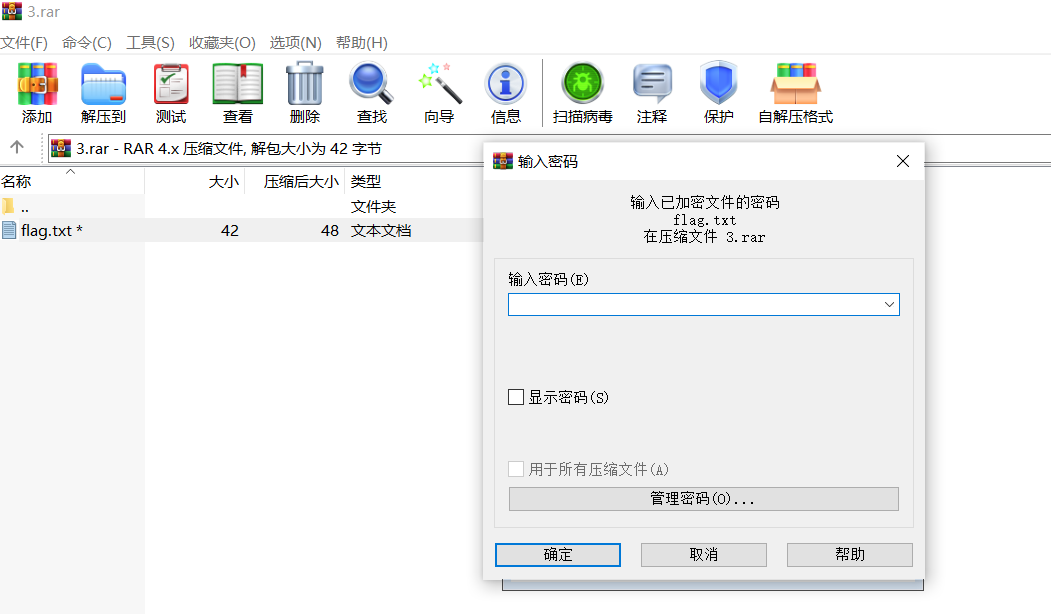 3.rar
文件(F) 命令(C) 工具(S) 收藏夹(O) 选项(N) 帮助(H)
添加 解压到 测试 查看 删除 查找 向导 信息 扫描病毒 注释 保护 自解压格式
3.rar - RAR 4.x 压缩文件, 解包大小为 42 字节
名称 大小 压缩后大小 类型
.. 文件夹
flag.txt * 42 48 文本文档
输入密码
输入已加密文件的密码
flag.txt
在压缩文件 3.rar
输入密码(E)
显示密码(S)
用于所有压缩文件(A)
管理密码(O)...
确定 取消 帮助